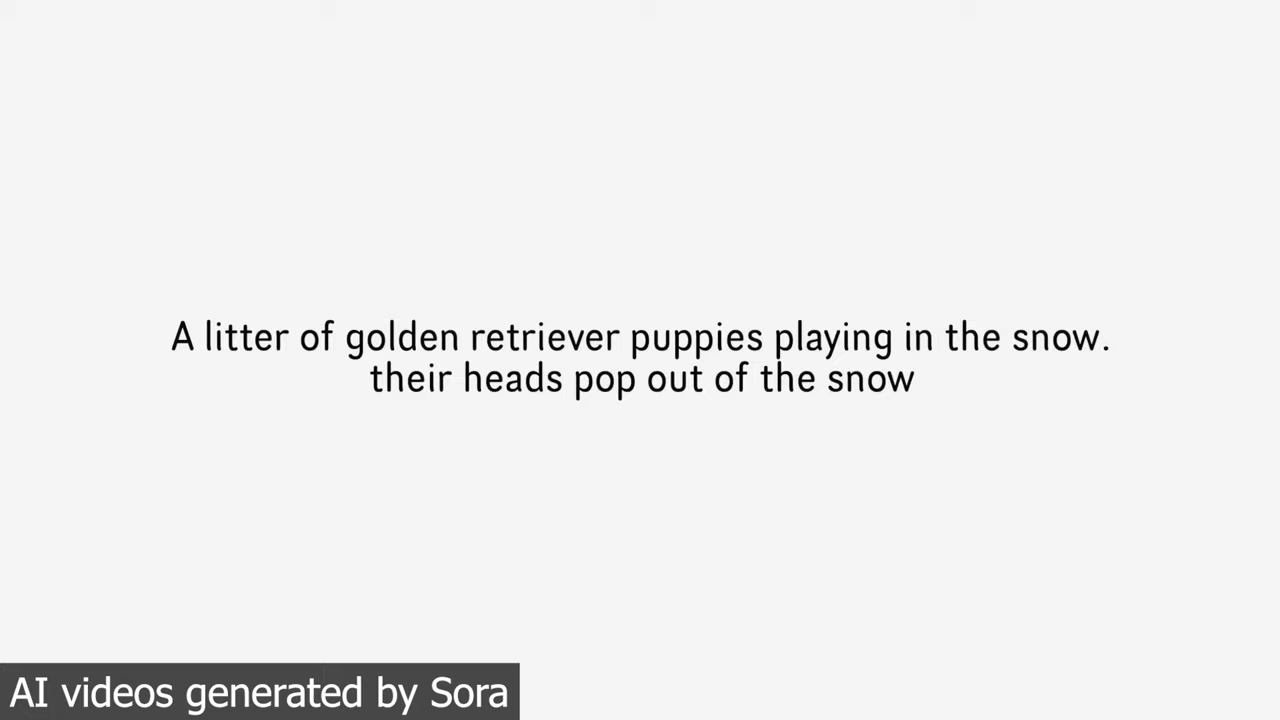 A litter of golden retriever puppies playing in the snow.
their heads pop out of the snow
AI videos generated by Sora